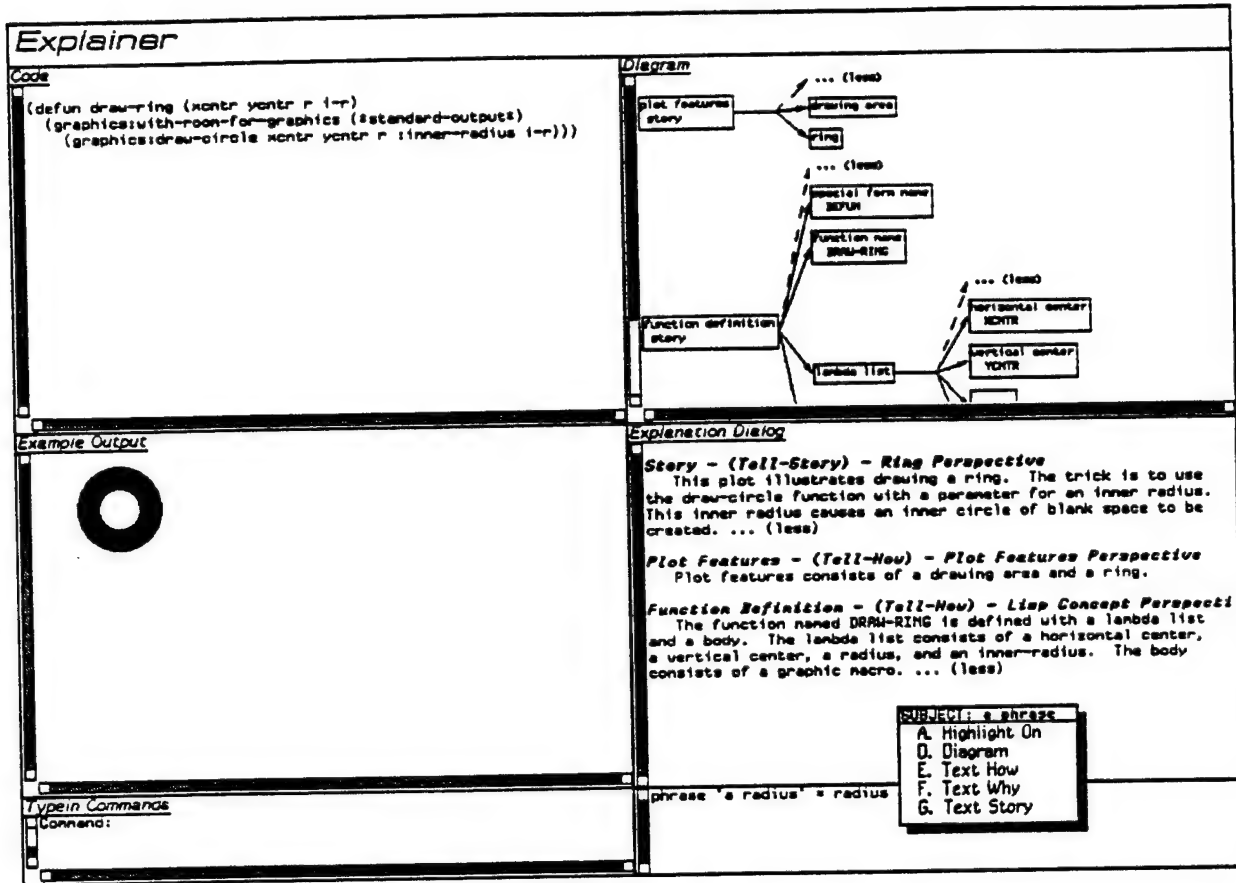 Explainer
Code
(defun draw-ring (xcntr ycntr r i-r)
(graphics:with-room-for-graphics (*standard-output*)
(graphics:draw-circle xcntr ycntr r :inner-radius i-r)))
Diagram
... (less)
plot features
story
drawing area
ring
... (less)
special form name
DEFUN
function name
DRAW-RING
... (less)
horizontal center
XCNTR
function definition
story
vertical center
YCNTR
lambda list
Example Output
Explanation Dialog
Story - (Tell-Story) - Ring Perspective
This plot illustrates drawing a ring. The trick is to use
the draw-circle function with a parameter for an inner radius.
This inner radius causes an inner circle of blank space to be
created. ... (less)
Plot Features - (Tell-How) - Plot Features Perspective
Plot features consists of a drawing area and a ring.
Function Definition - (Tell-How) - Lisp Concept Perspecti
The function named DRAW-RING is defined with a lambda list
and a body. The lambda list consists of a horizontal center,
a vertical center, a radius, and an inner-radius. The body
consists of a graphic macro. ... (less)
SUBJECT: a phrase
A. Highlight On
D. Diagram
E. Text How
F. Text Why
G. Text Story
phrase 'a radius' = radius
Typein Commands
Command: